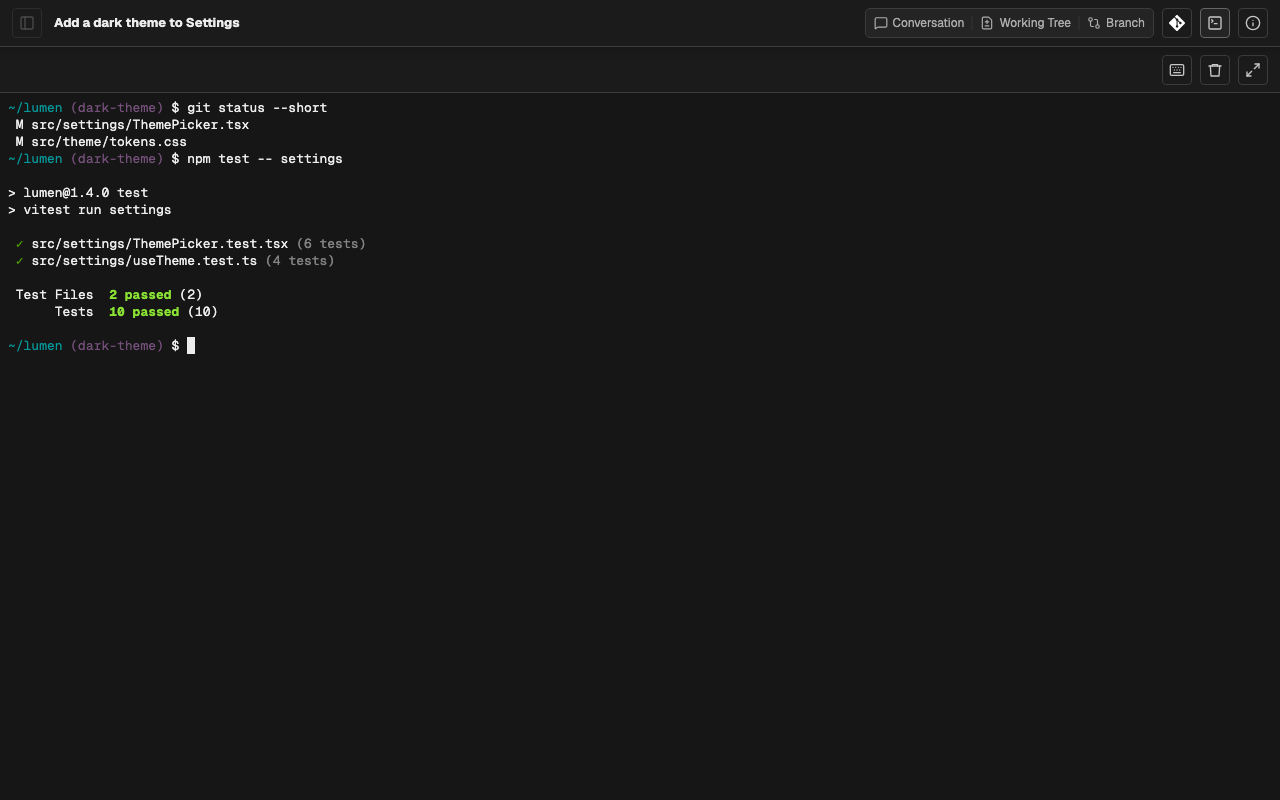 Add a dark theme to Settings
Conversation
Working Tree
Branch
~/lumen (dark-theme) $ git status --short
M src/settings/ThemePicker.tsx
M src/theme/tokens.css
~/lumen (dark-theme) $ npm test -- settings
> lumen@1.4.0 test
> vitest run settings
✓ src/settings/ThemePicker.test.tsx (6 tests)
✓ src/settings/useTheme.test.ts (4 tests)
Test Files  2 passed (2)
Tests  10 passed (10)
~/lumen (dark-theme) $